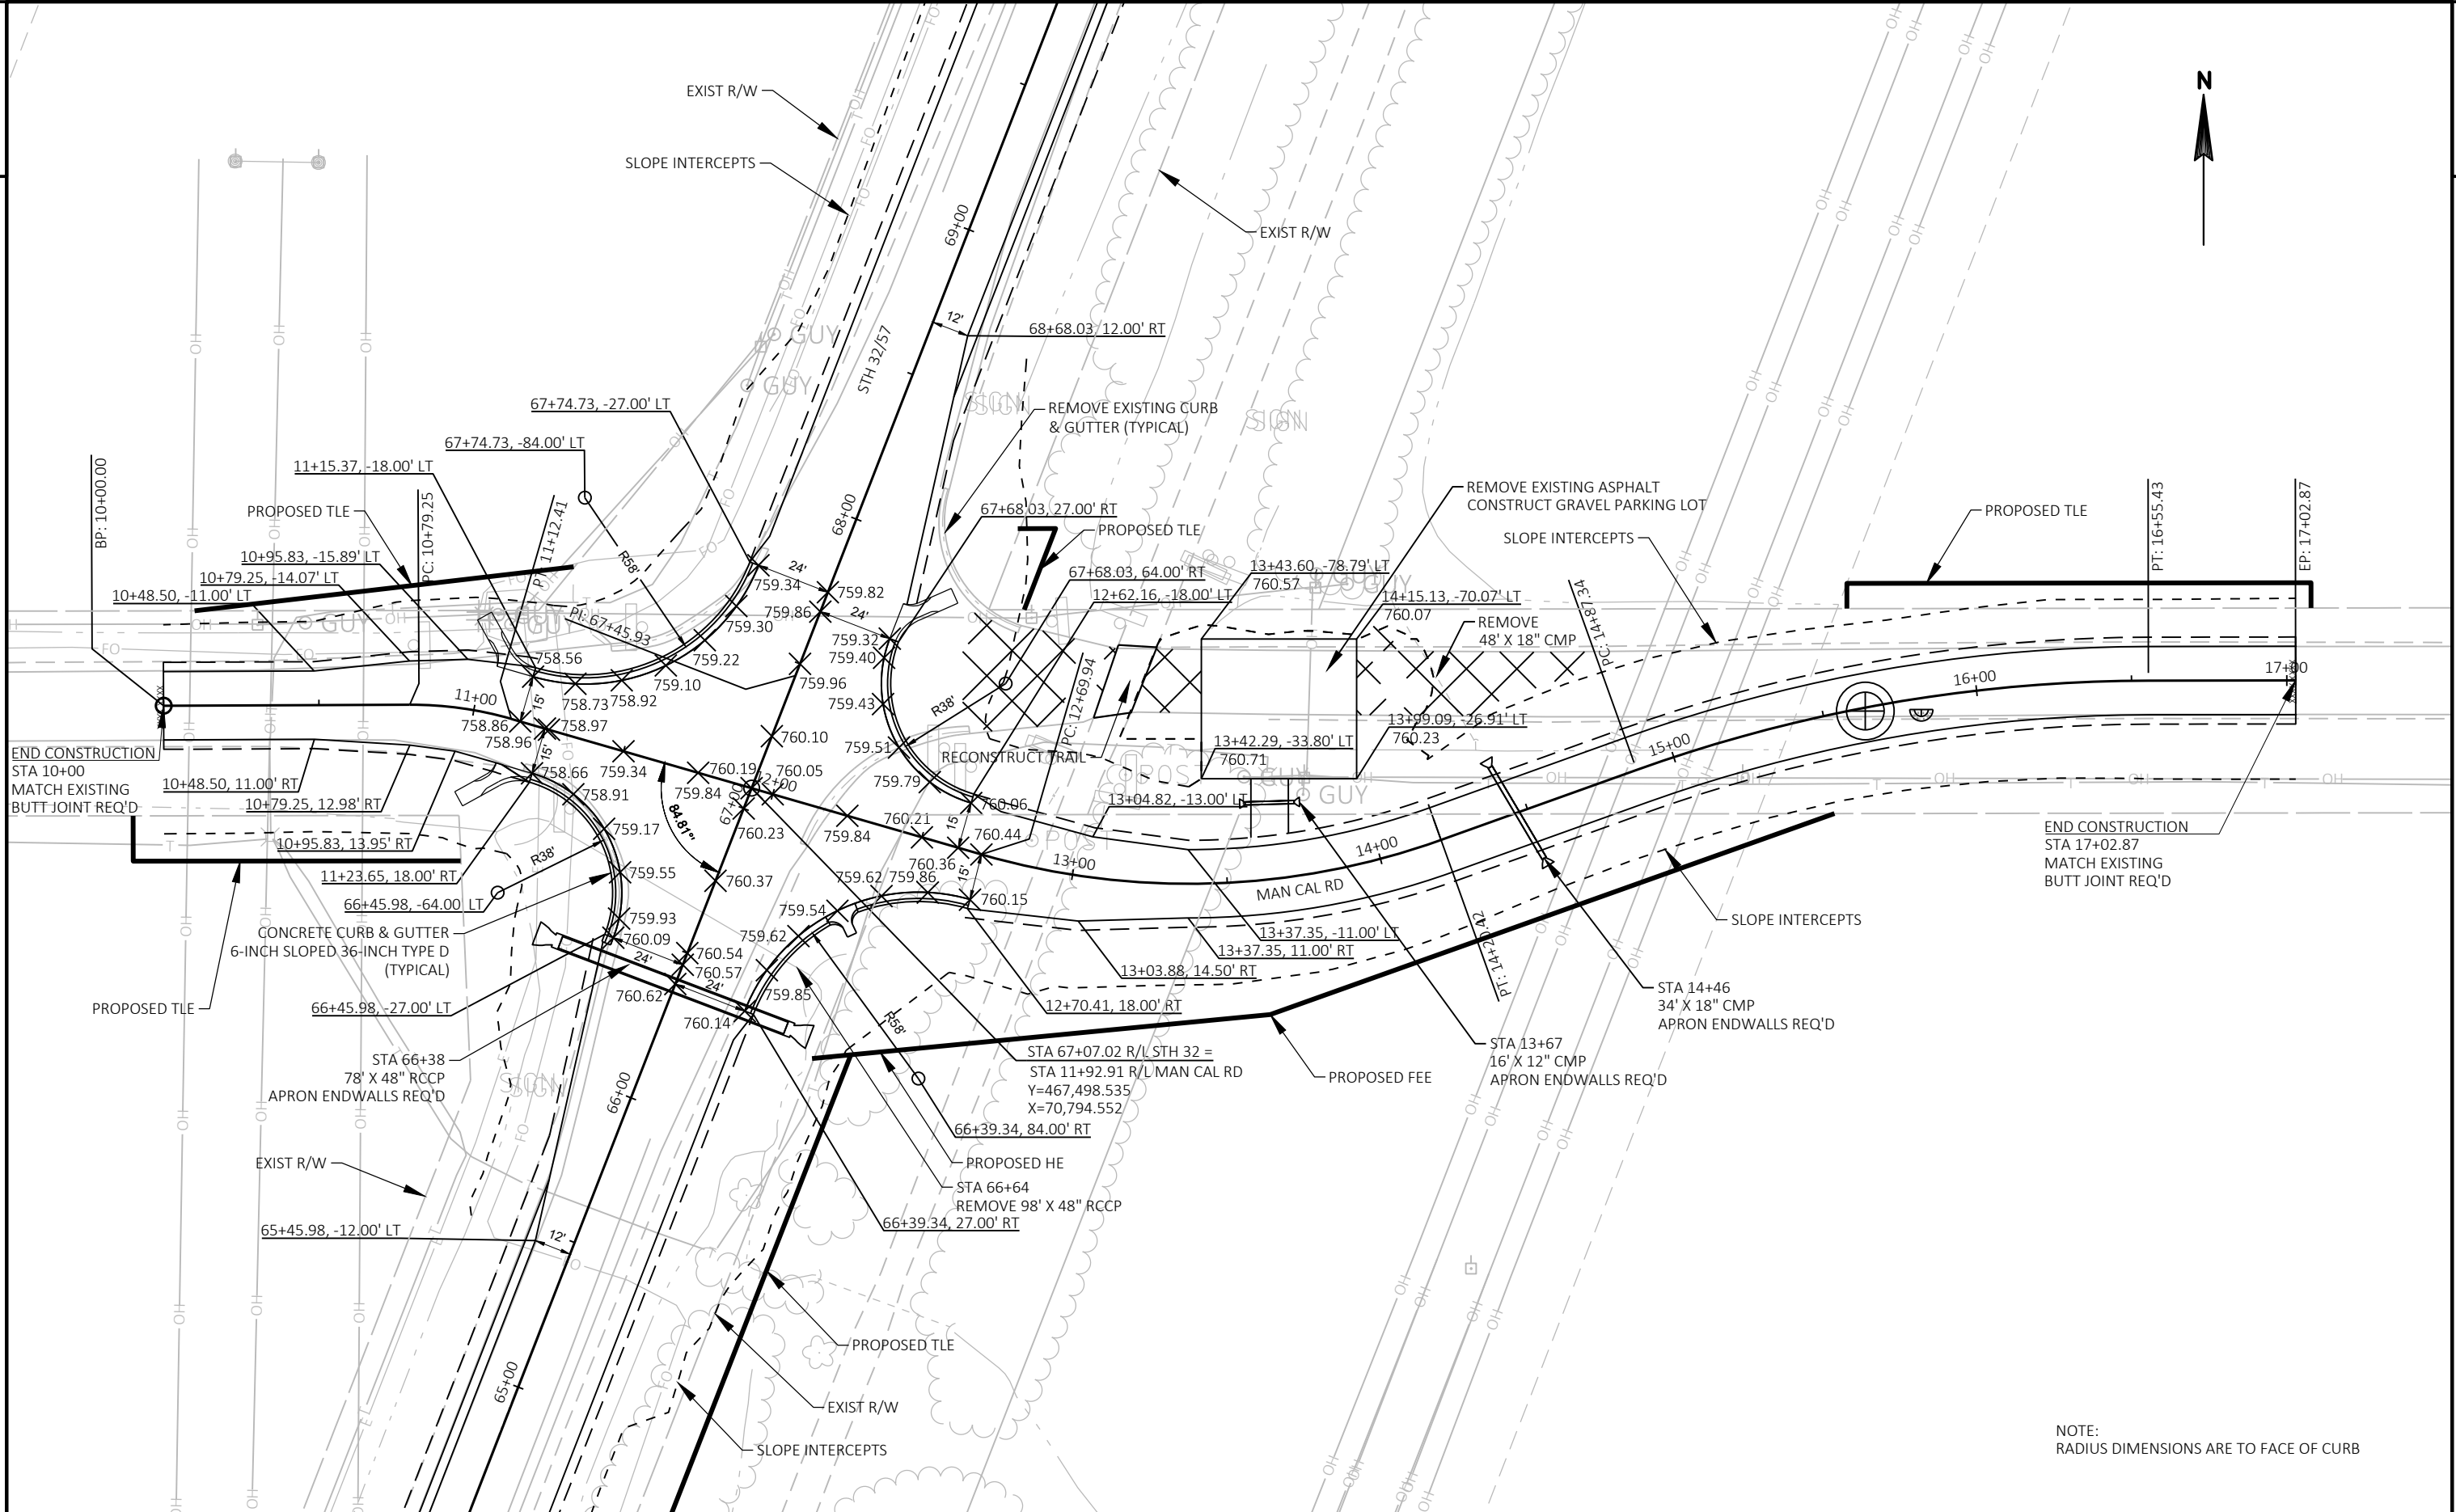 N
EXIST R/W
SLOPE INTERCEPTS
EXIST R/W
69+00
STH 32/57
12'
68+68.03, 12.00' RT
GUY
GUY
SIGN
SIGN
67+74.73, -27.00' LT
67+74.73, -84.00' LT
REMOVE EXISTING CURB
& GUTTER (TYPICAL)
11+15.37, -18.00' LT
BP: 10+00.00
PROPOSED TLE
PC: 10+79.25
PT: 11+12.41
68+00
67+68.03, 27.00' RT
PROPOSED TLE
REMOVE EXISTING ASPHALT
CONSTRUCT GRAVEL PARKING LOT
SLOPE INTERCEPTS
PROPOSED TLE
PT: 16+55.43
EP: 17+02.87
10+95.83, -15.89' LT
10+79.25, -14.07' LT
10+48.50, -11.00' LT
R58'
24'
759.34
759.82
759.86
24'
67+68.03, 64.00' RT
12+62.16, -18.00' LT
13+43.60, -78.79' LT
760.57
GUY
14+15.13, -70.07' LT
760.07
REMOVE
48' X 18" CMP
PC: 14+87.34
GUY
GUY
PI: 67+45.93
759.30
759.32
759.40
759.22
758.56
759.10
759.96
11+00
758.73
758.92
15'
759.43
R38'
PC: 12+69.94
13+99.09, -26.91' LT
760.23
16+00
17+00
758.86
758.97
758.96
15'
760.10
759.51
RECONSTRUCT TRAIL
13+42.29, -33.80' LT
760.71
15+00
END CONSTRUCTION
STA 10+00
MATCH EXISTING
BUTT JOINT REQ'D
10+48.50, 11.00' RT
10+79.25, 12.98' RT
758.66
759.34
760.19
760.05
12+00
759.84
758.91
759.79
POST
GUY
GUY
13+04.82, -13.00' LT
67+00
84.81°
760.23
759.84
760.21
15'
760.06
760.44
POST
14+00
10+95.83, 13.95' RT
759.17
R38'
760.36
13+00
END CONSTRUCTION
STA 17+02.87
MATCH EXISTING
BUTT JOINT REQ'D
11+23.65, 18.00' RT
759.55
760.37
759.62
759.86
15'
MAN CAL RD
66+45.98, -64.00' LT
759.54
760.15
SLOPE INTERCEPTS
CONCRETE CURB & GUTTER
6-INCH SLOPED 36-INCH TYPE D
(TYPICAL)
759.93
760.09
759.62
PT: 14+20.42
13+37.35, -11.00' LT
13+37.35, 11.00' RT
13+03.88, 14.50' RT
24'
760.54
760.57
760.62
24'
759.85
760.14
PROPOSED TLE
66+45.98, -27.00' LT
12+70.41, 18.00' RT
R58'
STA 14+46
34' X 18" CMP
APRON ENDWALLS REQ'D
STA 66+38
78' X 48" RCCP
APRON ENDWALLS REQ'D
SIGN
66+00
STA 67+07.02 R/L STH 32 =
STA 11+92.91 R/L MAN CAL RD
Y=467,498.535
X=70,794.552
PROPOSED FEE
STA 13+67
16' X 12" CMP
APRON ENDWALLS REQ'D
66+39.34, 84.00' RT
EXIST R/W
PROPOSED HE
STA 66+64
REMOVE 98' X 48" RCCP
66+39.34, 27.00' RT
65+45.98, -12.00' LT
12'
PROPOSED TLE
65+00
EXIST R/W
SLOPE INTERCEPTS
NOTE:
RADIUS DIMENSIONS ARE TO FACE OF CURB